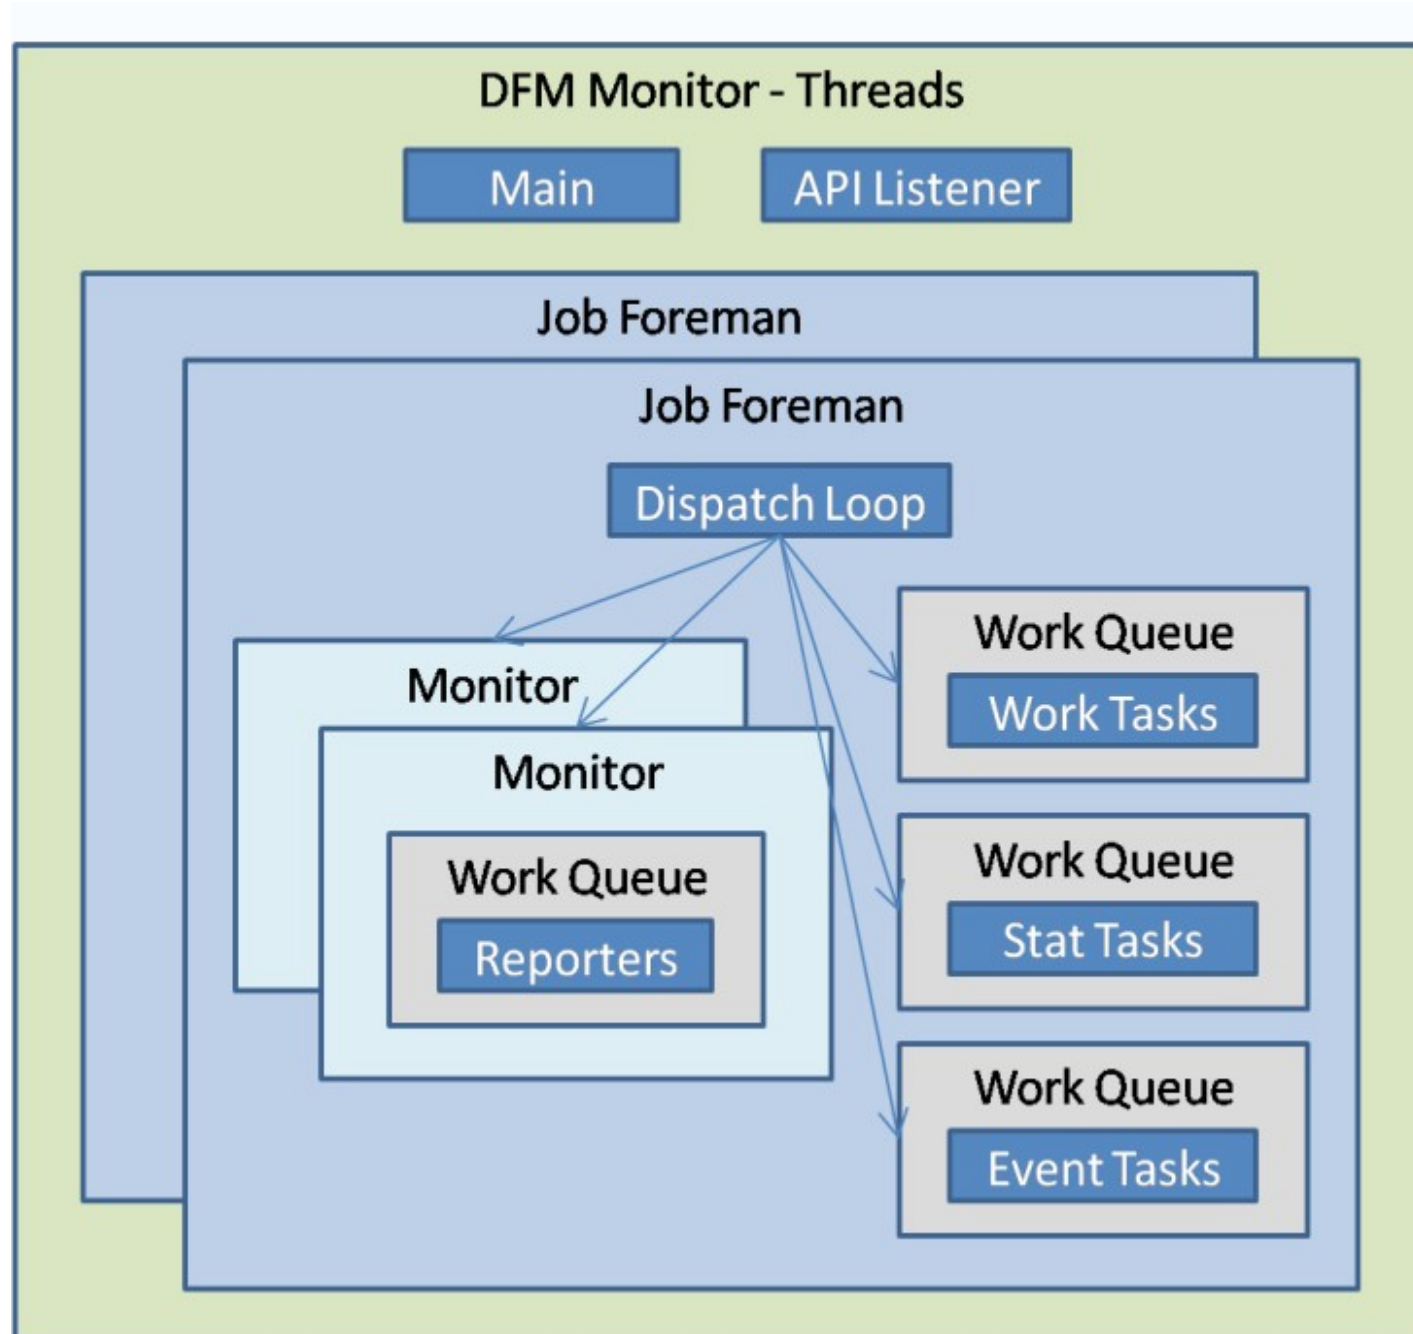 DFM Monitor - Threads
Main
API Listener
Job Foreman
Job Foreman
Dispatch Loop
Monitor
Monitor
Work Queue
Reporters
Work Queue
Work Tasks
Work Queue
Stat Tasks
Work Queue
Event Tasks